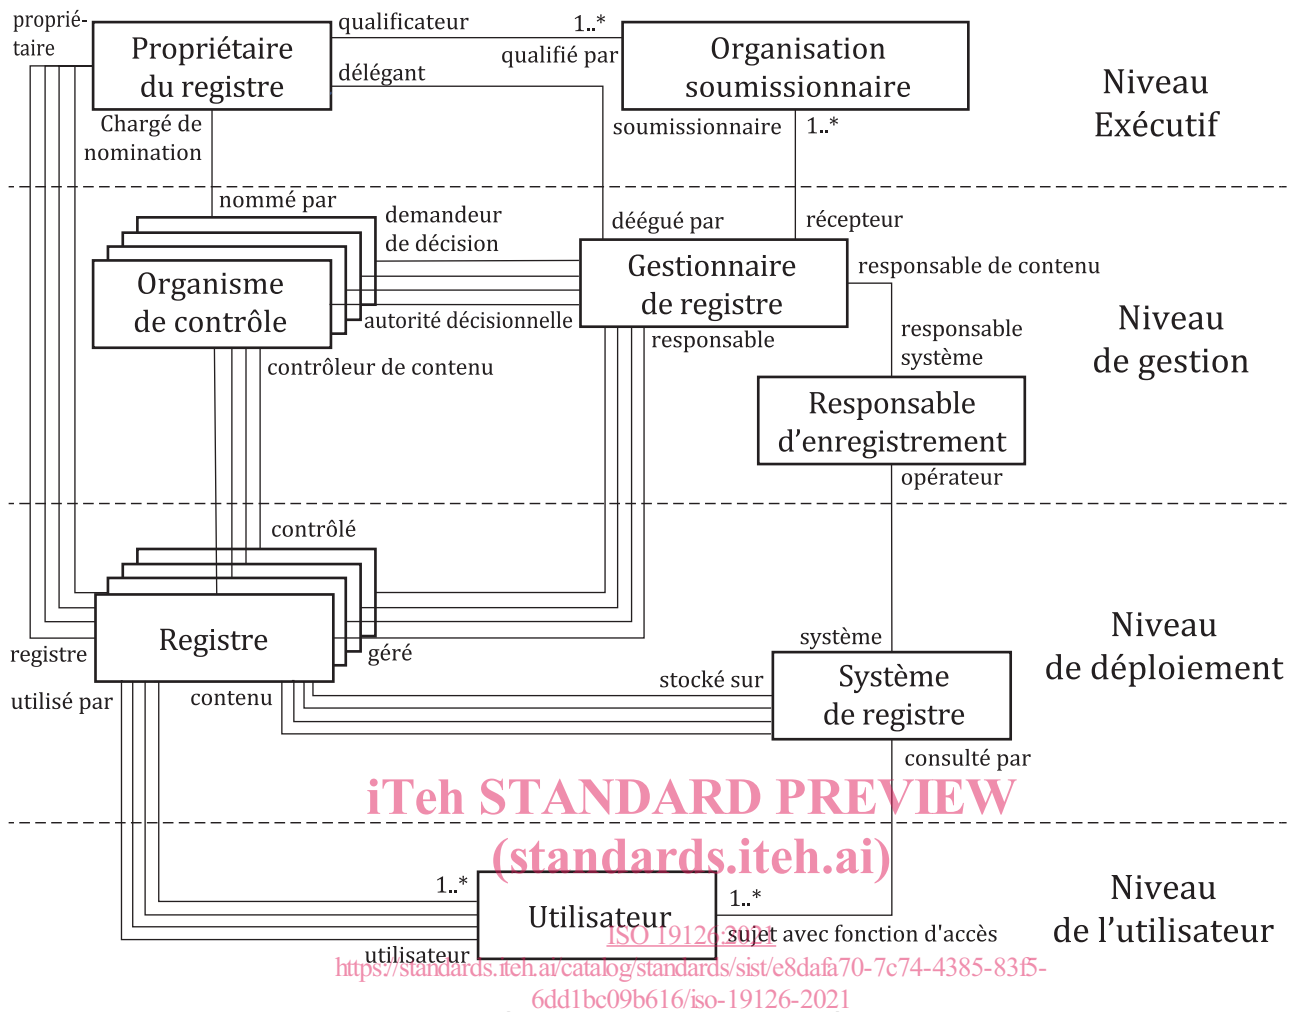 proprié-
taire
Propriétaire
du registre
qualificateur
1..*
qualifié par
Organisation
soumissionnaire
délégant
Niveau
Exécutif
Chargé de
nomination
soumissionnaire
1..*
nommé par
demandeur
de décision
déégué par
récepteur
Organisme
de contrôle
Gestionnaire
de registre
responsable de contenu
autorité décisionnelle
responsable
responsable
système
Niveau
de gestion
contrôleur de contenu
Responsable
d'enregistrement
opérateur
contrôlé
Registre
registre
géré
système
Niveau
de déploiement
utilisé par
contenu
stocké sur
Système
de registre
consulté par
iTeh STANDARD PREVIEW
(standards.iteh.ai)
1..*
Utilisateur
1..*
Niveau
de l'utilisateur
ISO 19126:2021
sujet avec fonction d'accès
utilisateur
https://standards.iteh.ai/catalog/standards/sist/e8dafa70-7c74-4385-83f5-
6dd1bc09b616/iso-19126-2021